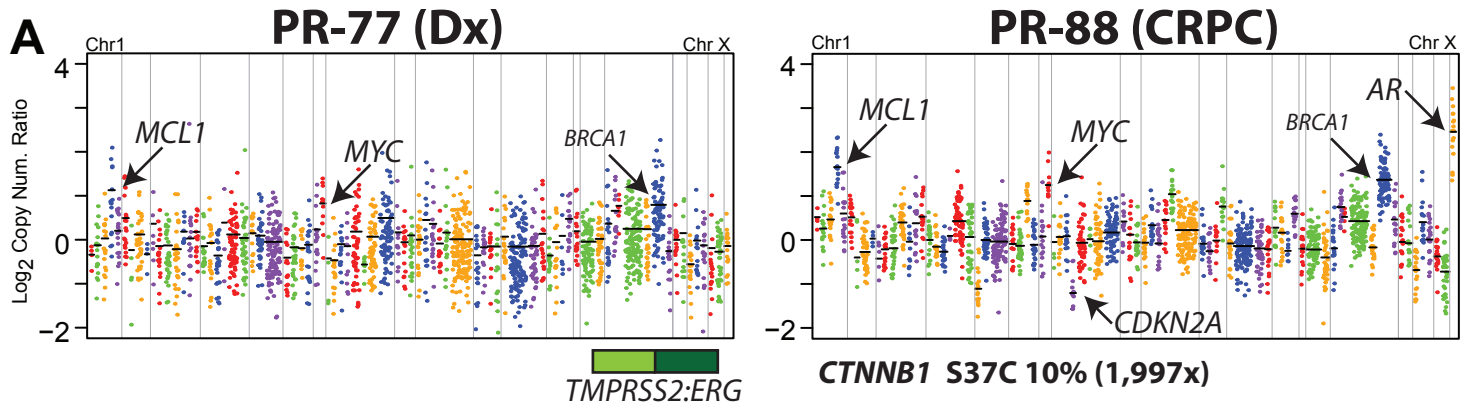 A
PR-77 (Dx)
Chr1
Chr X
Log2 Copy Num. Ratio
4
0
−2
MCL1
MYC
BRCA1
TMPRSS2:ERG
PR-88 (CRPC)
Chr1
Chr X
4
0
−2
MCL1
MYC
BRCA1
AR
CDKN2A
CTNNB1 S37C 10% (1,997x)